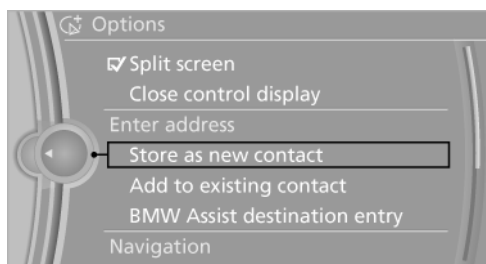 Options
Split screen
Close control display
Enter address
Store as new contact
Add to existing contact
BMW Assist destination entry
Navigation